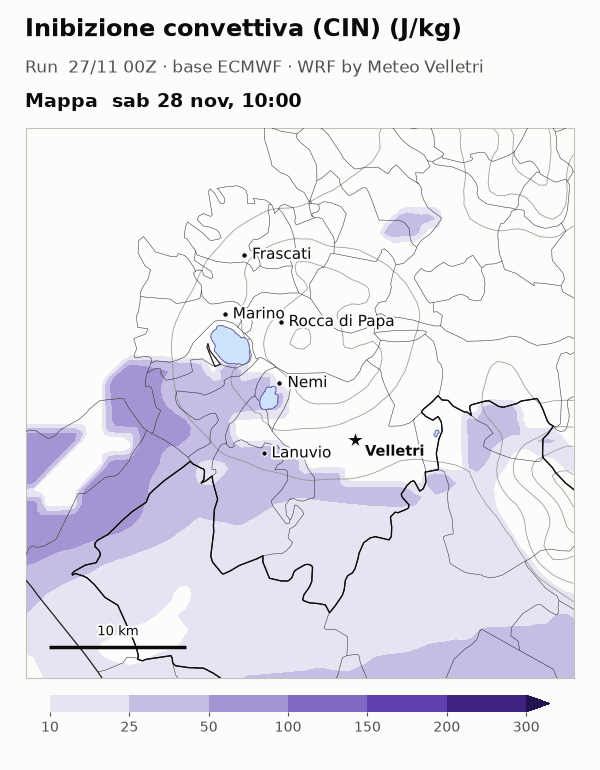 Inibizione convettiva (CIN) (J/kg)
Run  27/11 00Z · base ECMWF · WRF by Meteo Velletri
Mappa  sab 28 nov, 10:00
Frascati
Marino
Rocca di Papa
Nemi
Velletri
Lanuvio
10 km
10 25 50 100 150 200 300